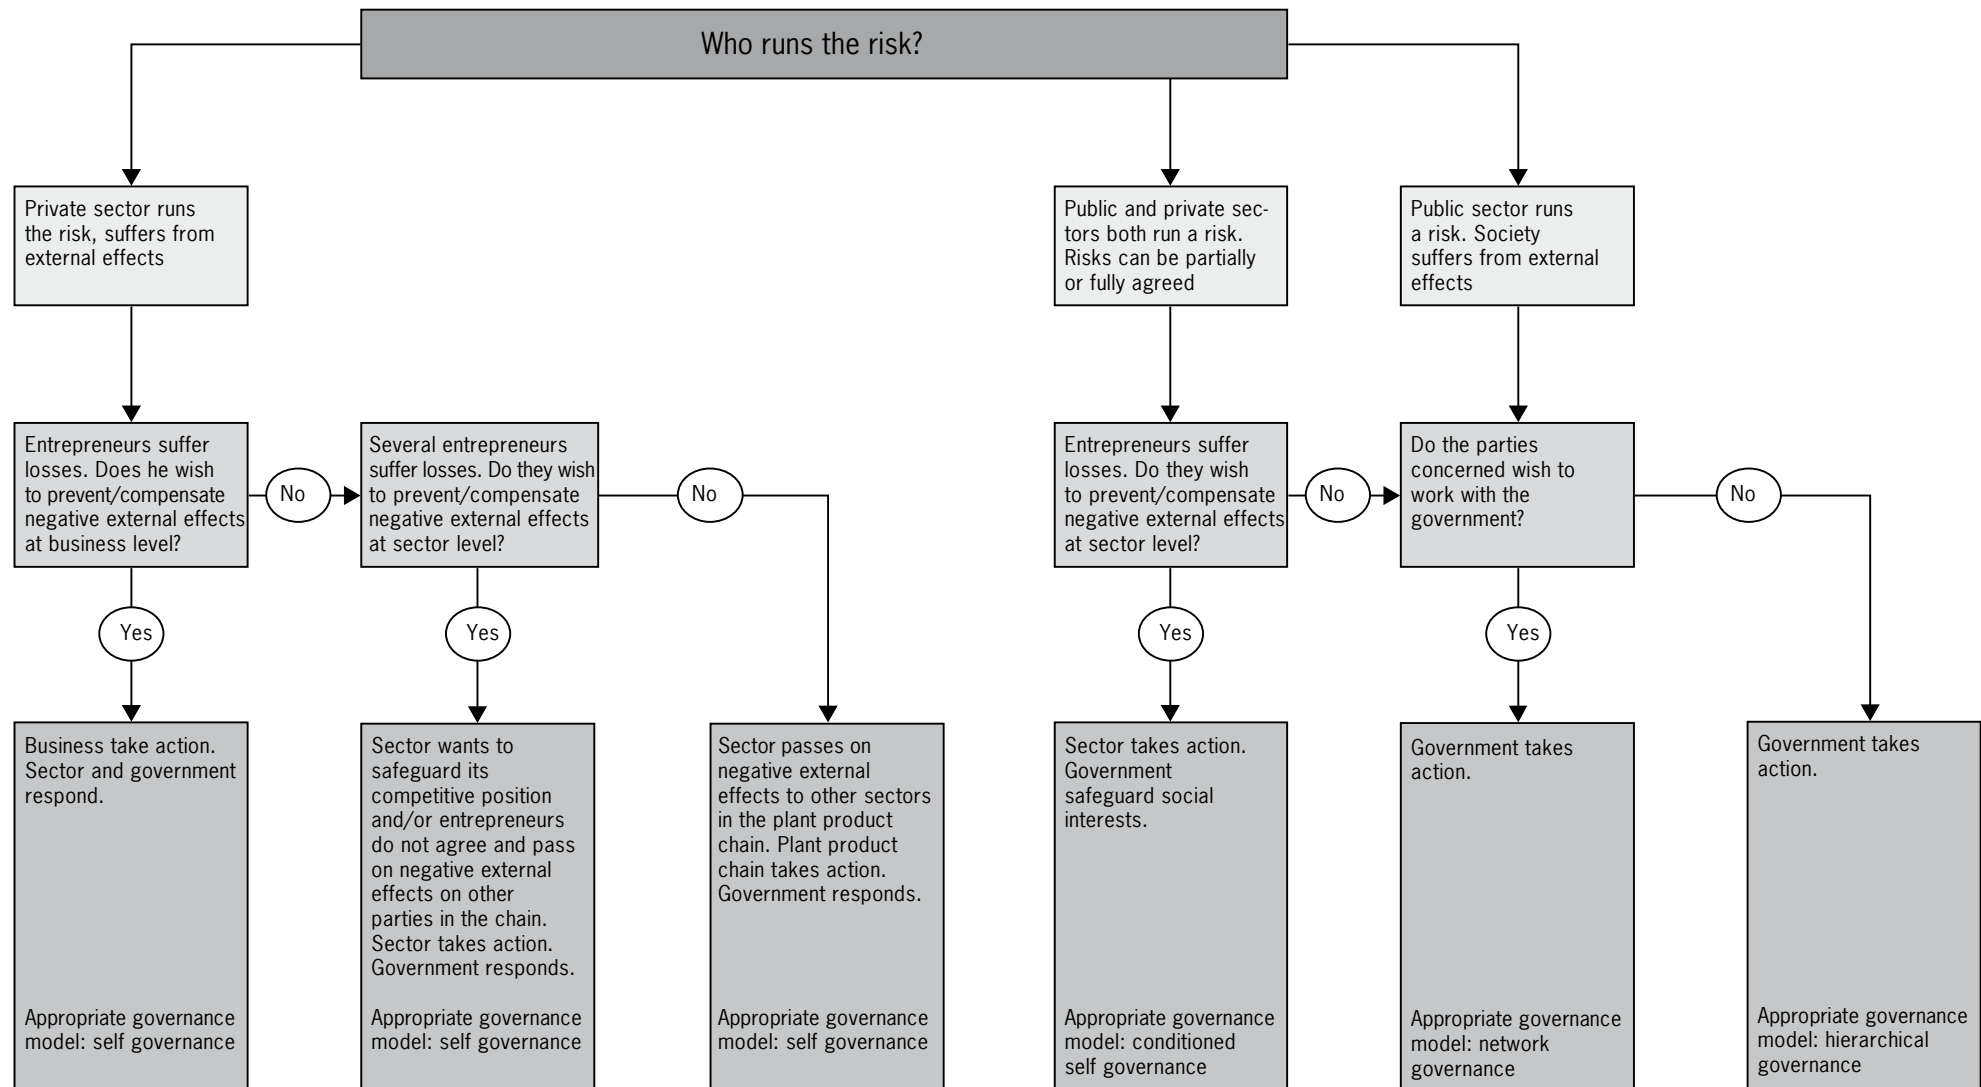 Who runs the risk?
Private sector runs
the risk, suffers from
external effects
Public and private sec-
tors both run a risk.
Risks can be partially
or fully agreed
Public sector runs
a risk. Society
suffers from external
effects
Entrepreneurs suffer
losses. Does he wish
to prevent/compensate
negative external effects
at business level?
No
Several entrepreneurs
suffer losses. Do they wish
to prevent/compensate
negative external effects
at sector level?
No
Entrepreneurs suffer
losses. Do they wish
to prevent/compensate
negative external effects
at sector level?
No
Do the parties
concerned wish to
work with the
government?
No
Yes
Yes
Yes
Yes
Business take action.
Sector and government
respond.
Appropriate governance
model: self governance
Sector wants to
safeguard its
competitive position
and/or entrepreneurs
do not agree and pass
on negative external
effects on other
parties in the chain.
Sector takes action.
Government responds.
Appropriate governance
model: self governance
Sector passes on
negative external
effects to other sectors
in the plant product
chain. Plant product
chain takes action.
Government responds.
Appropriate governance
model: self governance
Sector takes action.
Government
safeguard social
interests.
Appropriate governance
model: conditioned
self governance
Government takes
action.
Appropriate governance
model: network
governance
Government takes
action.
Appropriate governance
model: hierarchical
governance